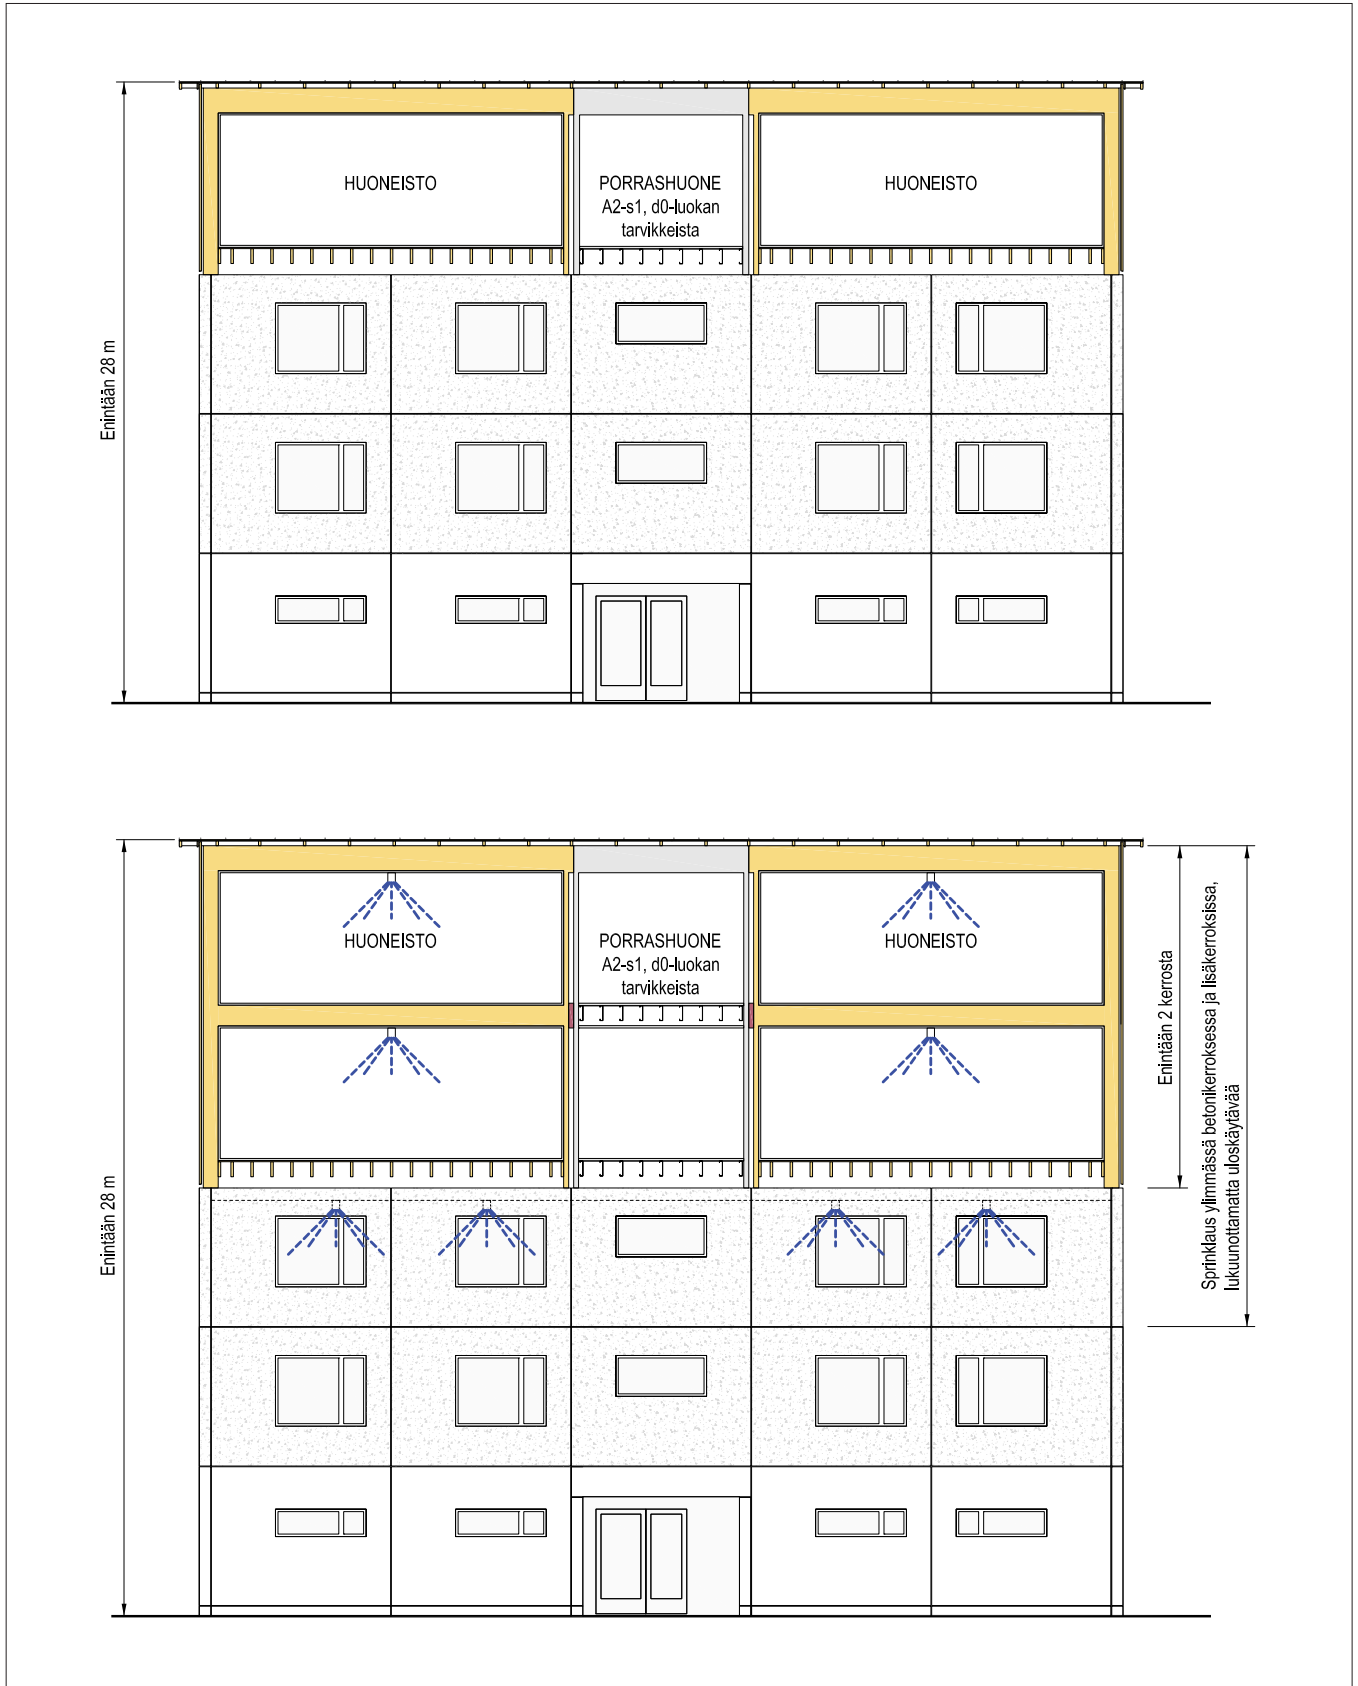 HUONEISTO
PORRASHUONE
A2-s1, d0-luokan
tarvikkeista
HUONEISTO
Enintään 28 m
HUONEISTO
PORRASHUONE
A2-s1, d0-luokan
tarvikkeista
HUONEISTO
Enintään 28 m
Enintään 2 kerrosta
Sprinklaus ylimmässä betonikerroksessa ja lisäkerroksissa,
lukuunottamatta uloskäytävää